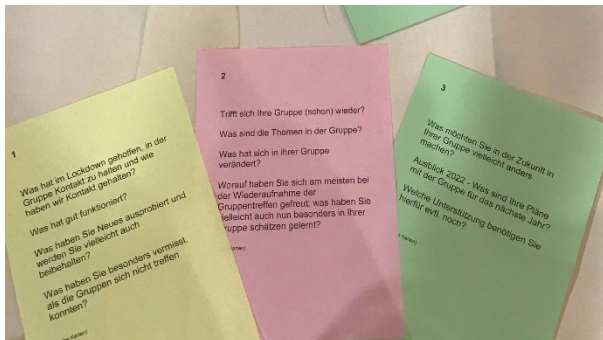 1
Was hat im Lockdown geholfen, in der
Gruppe Kontakt zu halten und wie
haben wir Kontakt gehalten?
Was hat gut funktioniert?
Was haben Sie Neues ausprobiert und
werden Sie vielleicht auch
beibehalten?
Was haben Sie besonders vermisst,
als die Gruppen sich nicht treffen
konnten?
Karten)
2
Trifft sich Ihre Gruppe (schon) wieder?
Was sind die Themen in der Gruppe?
Was hat sich in ihrer Gruppe
verändert?
Worauf haben Sie sich am meisten bei
der Wiederaufnahme der
Gruppentreffen gefreut; was haben Sie
vielleicht auch nun besonders in Ihrer
Gruppe schätzen gelernt?
3
Was möchten Sie in der Zukunft in
Ihrer Gruppe vielleicht anders
machen?
Ausblick 2022 - Was sind Ihre Pläne
mit der Gruppe für das nächste Jahr?
Welche Unterstützung benötigen Sie
hierfür evtl. noch?
Karten)